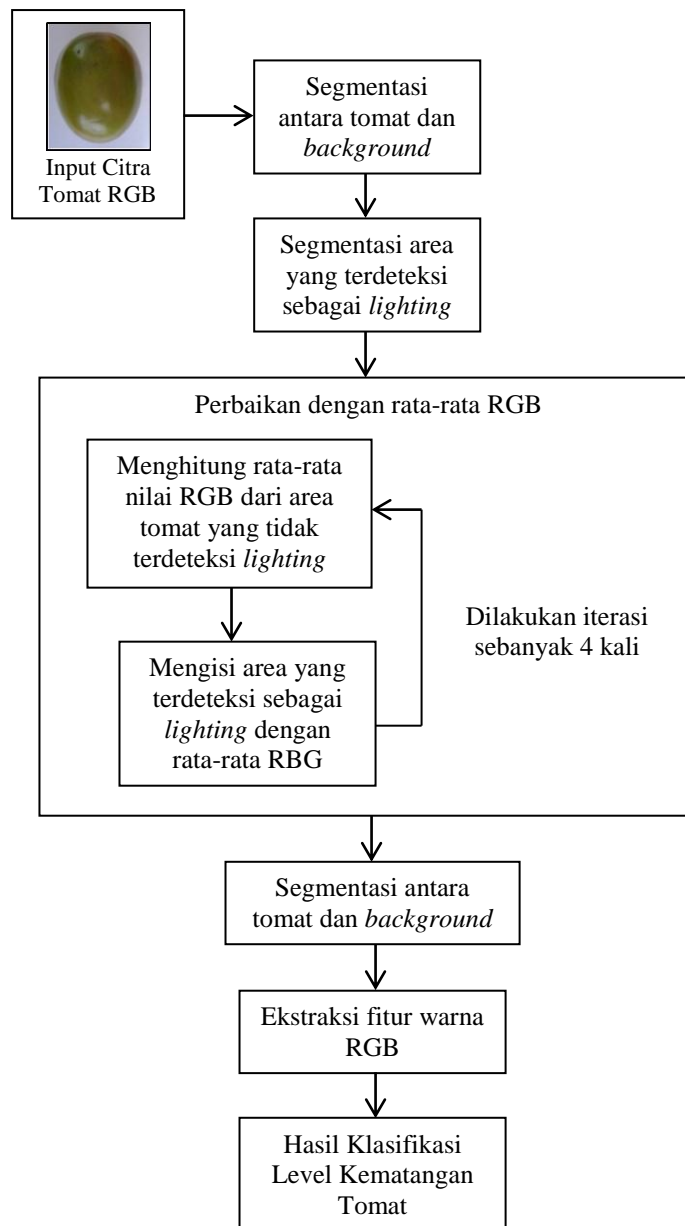 Input Citra
Tomat RGB
Segmentasi
antara tomat dan
background
Segmentasi area
yang terdeteksi
sebagai lighting
Perbaikan dengan rata-rata RGB
Menghitung rata-rata
nilai RGB dari area
tomat yang tidak
terdeteksi lighting
Dilakukan iterasi
sebanyak 4 kali
Mengisi area yang
terdeteksi sebagai
lighting dengan
rata-rata RBG
Segmentasi antara
tomat dan background
Ekstraksi fitur warna
RGB
Hasil Klasifikasi
Level Kematangan
Tomat